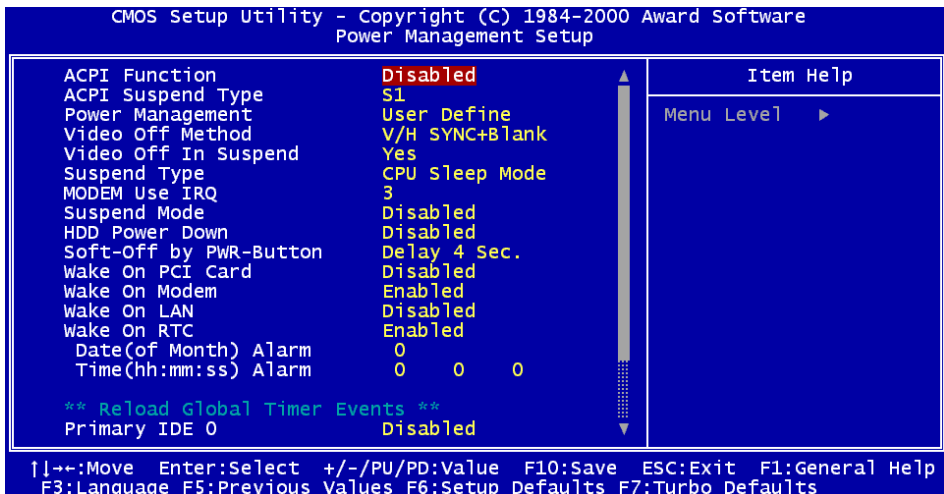 CMOS Setup Utility - Copyright (C) 1984-2000 Award Software
Power Management Setup
ACPI Function Disabled
ACPI Suspend Type S1
Power Management User Define
Video Off Method V/H SYNC+Blank
Video Off In Suspend Yes
Suspend Type CPU Sleep Mode
MODEM Use IRQ 3
Suspend Mode Disabled
HDD Power Down Disabled
Soft-Off by PWR-Button Delay 4 Sec.
Wake On PCI Card Disabled
Wake On Modem Enabled
Wake On LAN Disabled
Wake On RTC Enabled
Date(of Month) Alarm 0
Time(hh:mm:ss) Alarm 0 0 0
** Reload Global Timer Events **
Primary IDE 0 Disabled
Item Help
Menu Level ▶
↑↓→←:Move Enter:Select +/-/PU/PD:Value F10:Save ESC:Exit F1:General Help
F3:Language F5:Previous Values F6:Setup Defaults F7:Turbo Defaults